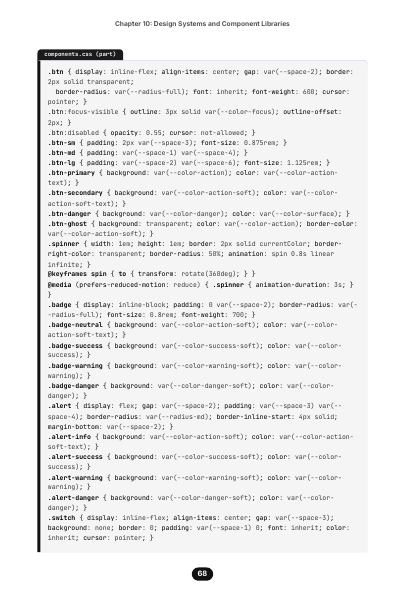 Chapter 10: Design Systems and Component Libraries
components.css (part)
.btn { display: inline-flex; align-items: center; gap: var(--space-2); border:
2px solid transparent;
border-radius: var(--radius-full); font: inherit; font-weight: 600; cursor:
pointer; }
.btn:focus-visible { outline: 3px solid var(--color-focus); outline-offset:
2px; }
.btn:disabled { opacity: 0.55; cursor: not-allowed; }
.btn-sm { padding: 2px var(--space-3); font-size: 0.875rem; }
.btn-md { padding: var(--space-1) var(--space-4); }
.btn-lg { padding: var(--space-2) var(--space-6); font-size: 1.125rem; }
.btn-primary { background: var(--color-action); color: var(--color-action-
text); }
.btn-secondary { background: var(--color-action-soft); color: var(--color-
action-soft-text); }
.btn-danger { background: var(--color-danger); color: var(--color-surface); }
.btn-ghost { background: transparent; color: var(--color-action); border-color:
var(--color-action-soft); }
.spinner { width: 1em; height: 1em; border: 2px solid currentColor; border-
right-color: transparent; border-radius: 50%; animation: spin 0.8s linear
infinite; }
@keyframes spin { to { transform: rotate(360deg); } }
@media (prefers-reduced-motion: reduce) { .spinner { animation-duration: 3s; }
}
.badge { display: inline-block; padding: 0 var(--space-2); border-radius: var(-
-radius-full); font-size: 0.8rem; font-weight: 700; }
.badge-neutral { background: var(--color-action-soft); color: var(--color-
action-soft-text); }
.badge-success { background: var(--color-success-soft); color: var(--color-
success); }
.badge-warning { background: var(--color-warning-soft); color: var(--color-
warning); }
.badge-danger { background: var(--color-danger-soft); color: var(--color-
danger); }
.alert { display: flex; gap: var(--space-2); padding: var(--space-3) var(--
space-4); border-radius: var(--radius-md); border-inline-start: 4px solid;
margin-bottom: var(--space-2); }
.alert-info { background: var(--color-action-soft); color: var(--color-action-
soft-text); }
.alert-success { background: var(--color-success-soft); color: var(--color-
success); }
.alert-warning { background: var(--color-warning-soft); color: var(--color-
warning); }
.alert-danger { background: var(--color-danger-soft); color: var(--color-
danger); }
.switch { display: inline-flex; align-items: center; gap: var(--space-3);
background: none; border: 0; padding: var(--space-1) 0; font: inherit; color:
inherit; cursor: pointer; }
68